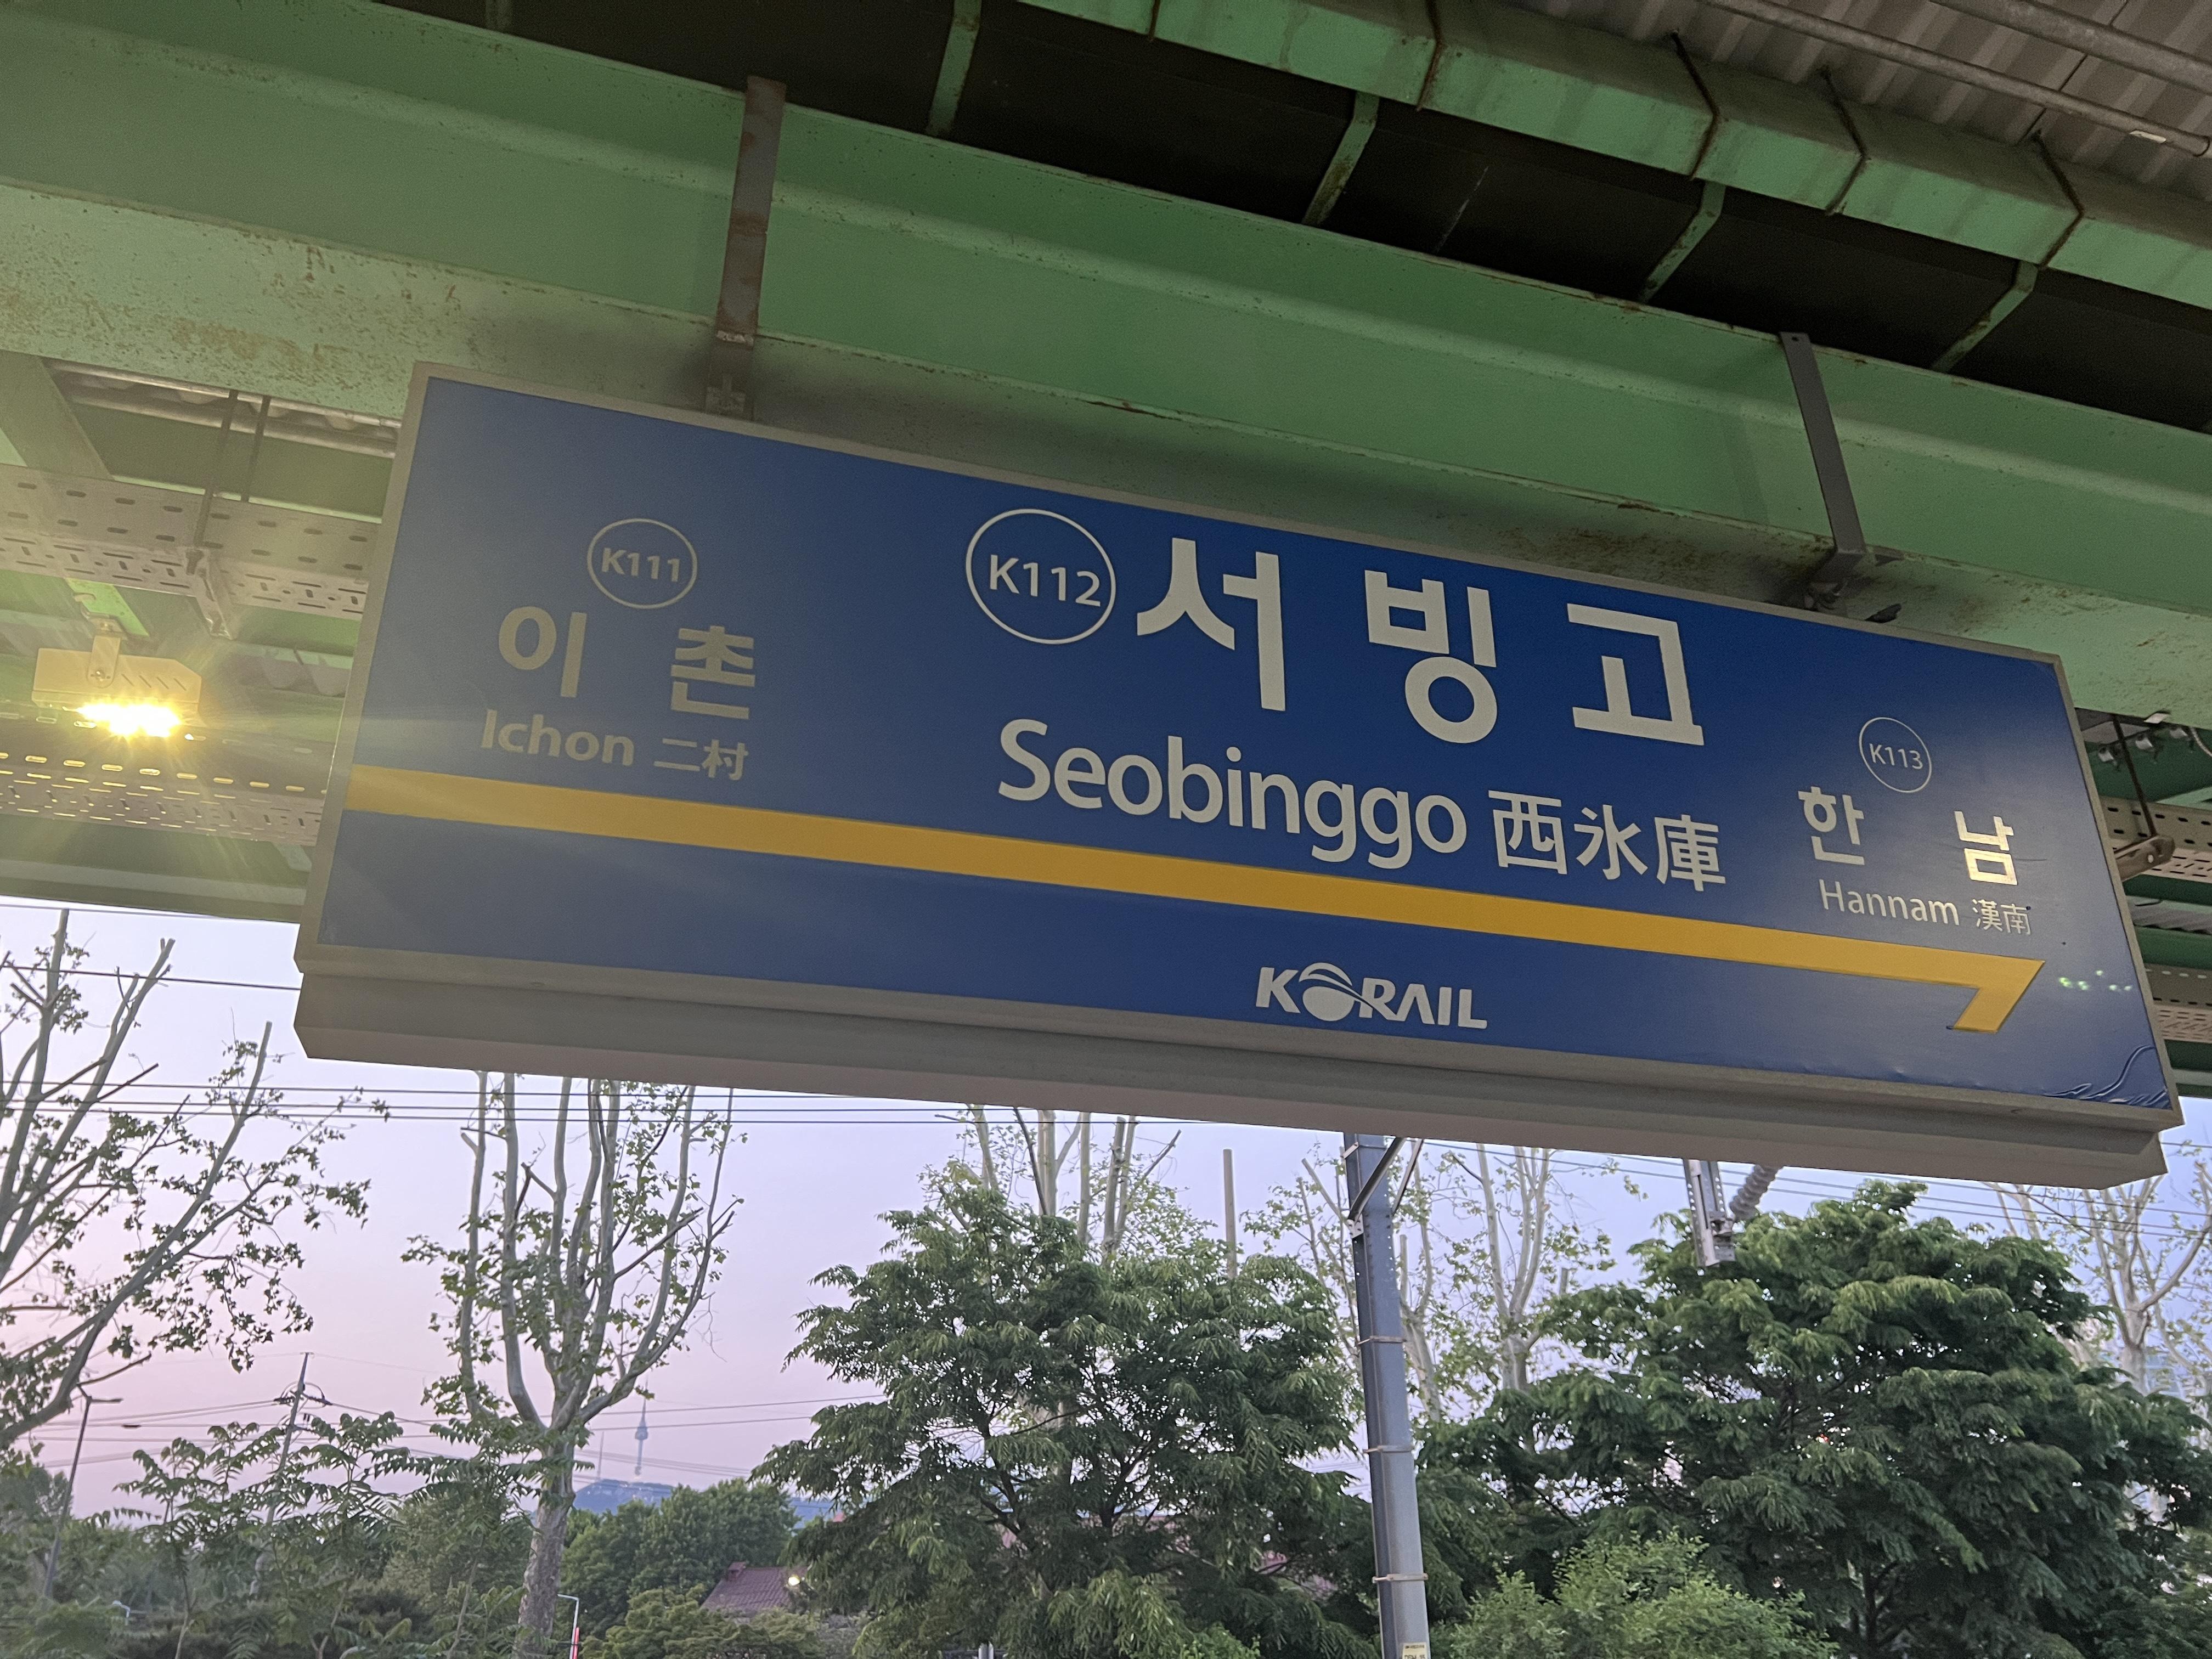 K111
이촌
Ichon 二村
K112 서빙고
Seobinggo 西氷庫
K113
한남
Hannam 漢南
KORAIL